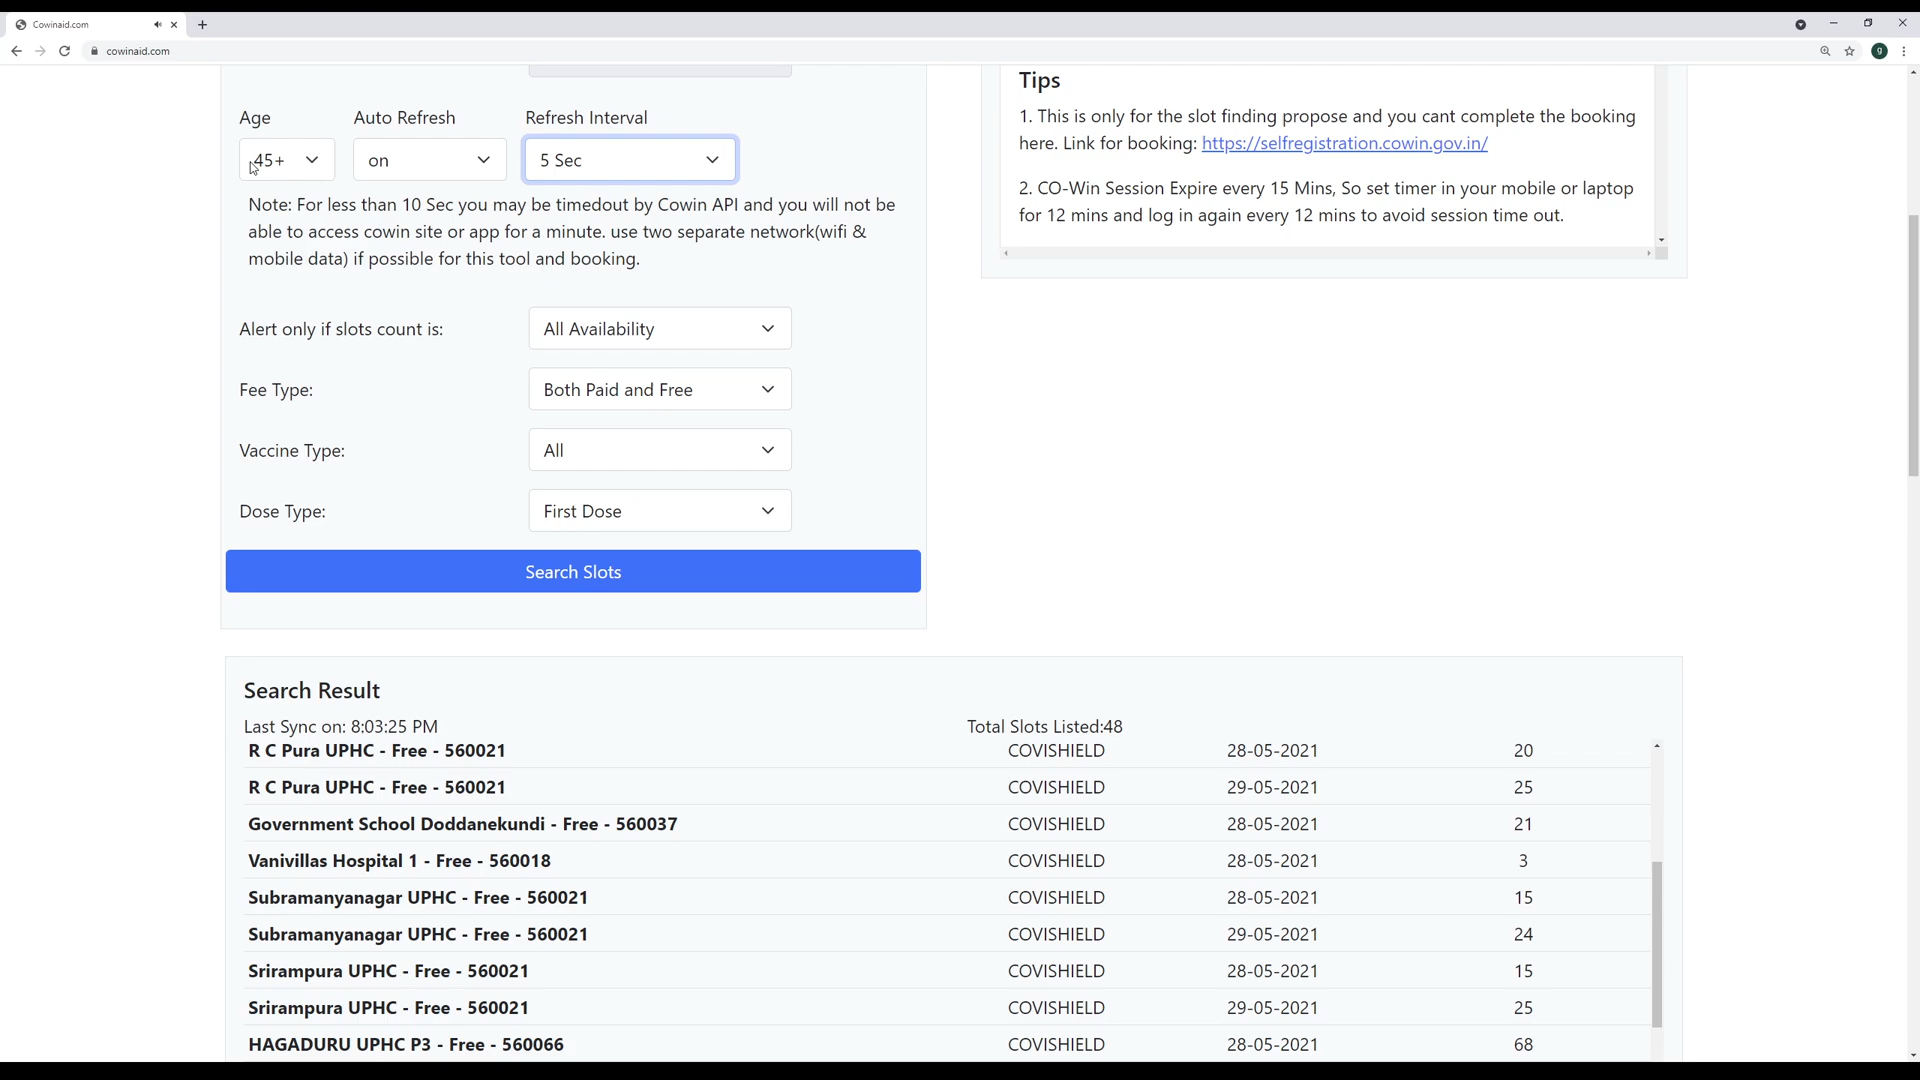 Cowinaid.com
cowinaid.com
g
Age
Auto Refresh
Refresh Interval
45+
on
5 Sec
Note: For less than 10 Sec you may be timedout by Cowin API and you will not be
able to access cowin site or app for a minute. use two separate network(wifi &
mobile data) if possible for this tool and booking.
Alert only if slots count is:
All Availability
Fee Type:
Both Paid and Free
Vaccine Type:
All
Dose Type:
First Dose
Search Slots
Tips
1. This is only for the slot finding propose and you cant complete the booking
here. Link for booking: https://selfregistration.cowin.gov.in/
2. CO-Win Session Expire every 15 Mins, So set timer in your mobile or laptop
for 12 mins and log in again every 12 mins to avoid session time out.
Search Result
Last Sync on: 8:03:25 PM Total Slots Listed:48
R C Pura UPHC - Free - 560021 COVISHIELD 28-05-2021 20
R C Pura UPHC - Free - 560021 COVISHIELD 29-05-2021 25
Government School Doddanekundi - Free - 560037 COVISHIELD 28-05-2021 21
Vanivillas Hospital 1 - Free - 560018 COVISHIELD 28-05-2021 3
Subramanyanagar UPHC - Free - 560021 COVISHIELD 28-05-2021 15
Subramanyanagar UPHC - Free - 560021 COVISHIELD 29-05-2021 24
Srirampura UPHC - Free - 560021 COVISHIELD 28-05-2021 15
Srirampura UPHC - Free - 560021 COVISHIELD 29-05-2021 25
HAGADURU UPHC P3 - Free - 560066 COVISHIELD 28-05-2021 68